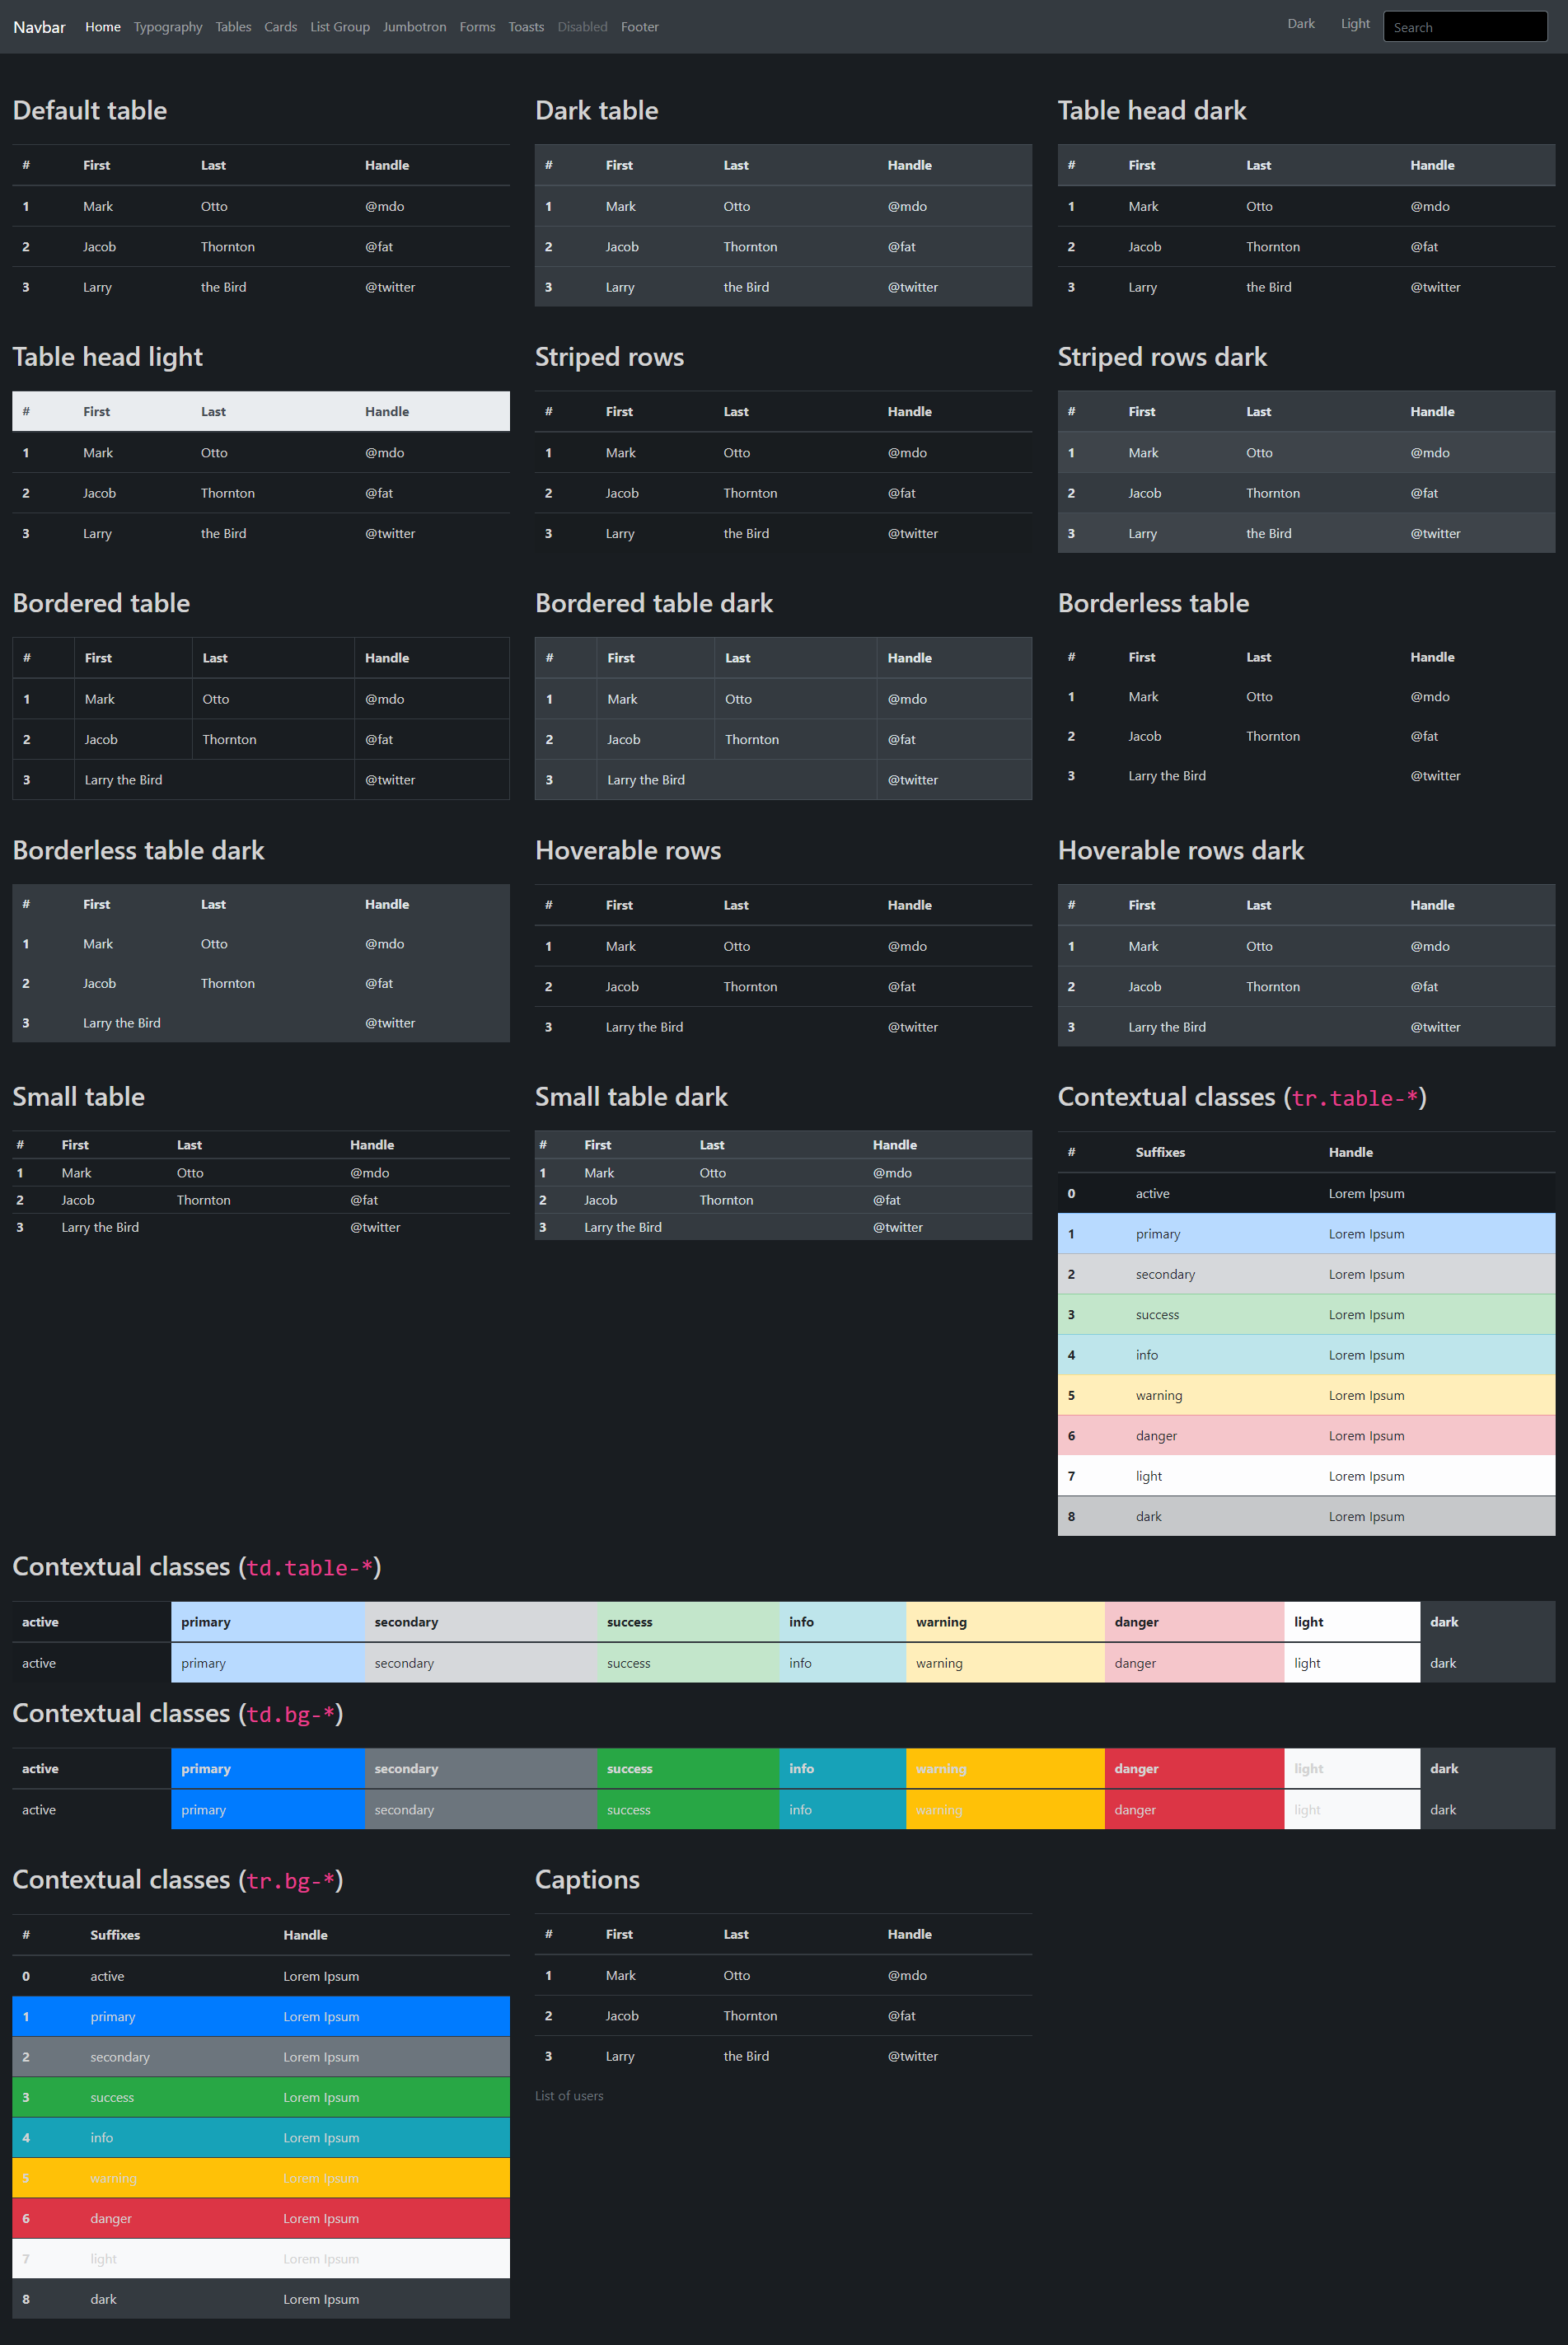 Navbar Home Typography Tables Cards List Group Jumbotron Forms Toasts Disabled Footer Dark Light Search
Default table
# First Last Handle
1 Mark Otto @mdo
2 Jacob Thornton @fat
3 Larry the Bird @twitter
Dark table
# First Last Handle
1 Mark Otto @mdo
2 Jacob Thornton @fat
3 Larry the Bird @twitter
Table head dark
# First Last Handle
1 Mark Otto @mdo
2 Jacob Thornton @fat
3 Larry the Bird @twitter
Table head light
# First Last Handle
1 Mark Otto @mdo
2 Jacob Thornton @fat
3 Larry the Bird @twitter
Striped rows
# First Last Handle
1 Mark Otto @mdo
2 Jacob Thornton @fat
3 Larry the Bird @twitter
Striped rows dark
# First Last Handle
1 Mark Otto @mdo
2 Jacob Thornton @fat
3 Larry the Bird @twitter
Bordered table
# First Last Handle
1 Mark Otto @mdo
2 Jacob Thornton @fat
3 Larry the Bird @twitter
Bordered table dark
# First Last Handle
1 Mark Otto @mdo
2 Jacob Thornton @fat
3 Larry the Bird @twitter
Borderless table
# First Last Handle
1 Mark Otto @mdo
2 Jacob Thornton @fat
3 Larry the Bird @twitter
Borderless table dark
# First Last Handle
1 Mark Otto @mdo
2 Jacob Thornton @fat
3 Larry the Bird @twitter
Hoverable rows
# First Last Handle
1 Mark Otto @mdo
2 Jacob Thornton @fat
3 Larry the Bird @twitter
Hoverable rows dark
# First Last Handle
1 Mark Otto @mdo
2 Jacob Thornton @fat
3 Larry the Bird @twitter
Small table
# First Last Handle
1 Mark Otto @mdo
2 Jacob Thornton @fat
3 Larry the Bird @twitter
Small table dark
# First Last Handle
1 Mark Otto @mdo
2 Jacob Thornton @fat
3 Larry the Bird @twitter
Contextual classes (tr.table-*)
# Suffixes Handle
0 active Lorem Ipsum
1 primary Lorem Ipsum
2 secondary Lorem Ipsum
3 success Lorem Ipsum
4 info Lorem Ipsum
5 warning Lorem Ipsum
6 danger Lorem Ipsum
7 light Lorem Ipsum
8 dark Lorem Ipsum
Contextual classes (td.table-*)
active primary secondary success info warning danger light dark
active primary secondary success info warning danger light dark
Contextual classes (td.bg-*)
active primary secondary success info warning danger light dark
active primary secondary success info warning danger light dark
Contextual classes (tr.bg-*)
# Suffixes Handle
0 active Lorem Ipsum
1 primary Lorem Ipsum
2 secondary Lorem Ipsum
3 success Lorem Ipsum
4 info Lorem Ipsum
5 warning Lorem Ipsum
6 danger Lorem Ipsum
7 light Lorem Ipsum
8 dark Lorem Ipsum
Captions
# First Last Handle
1 Mark Otto @mdo
2 Jacob Thornton @fat
3 Larry the Bird @twitter
List of users